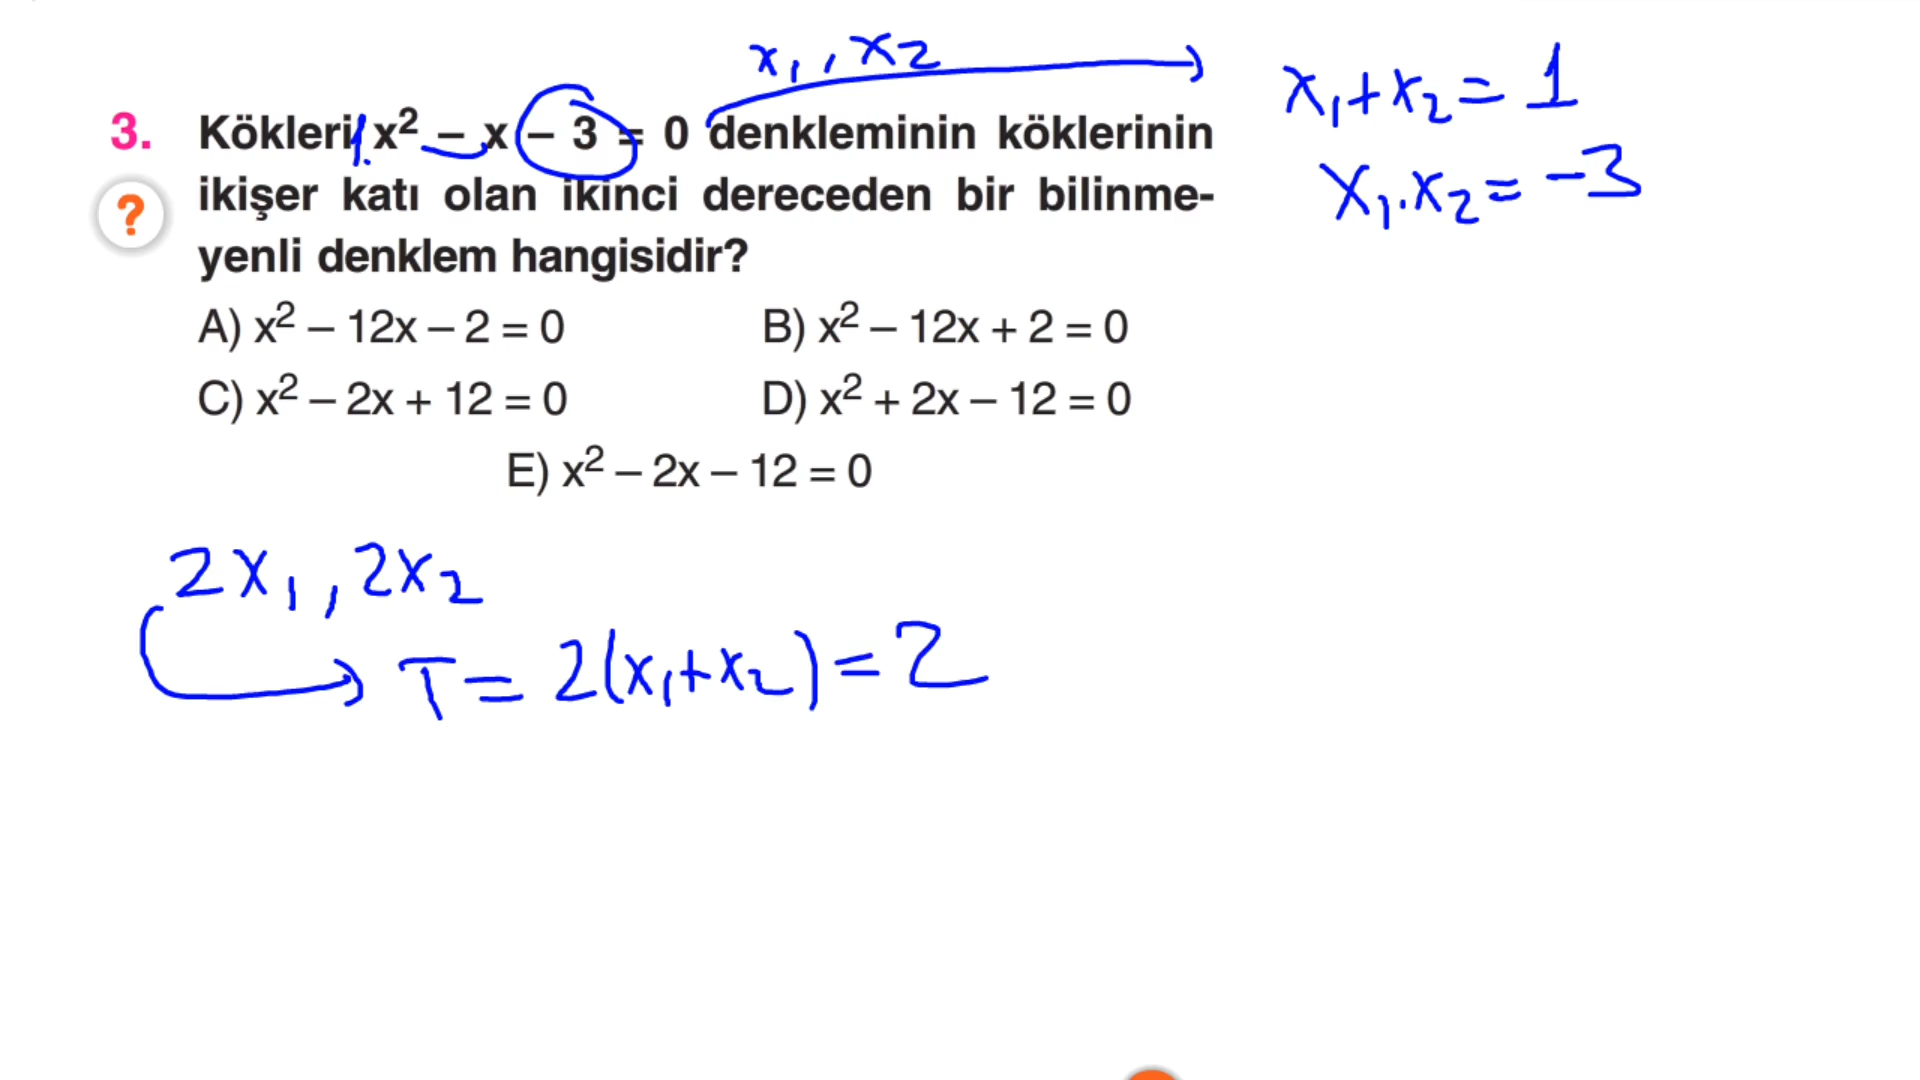 x₁, x₂
x₁+x₂ = 1
3. Kökleri 1. x² – x – 3 = 0 denkleminin köklerinin
x₁.x₂ = -3
? ikişer katı olan ikinci dereceden bir bilinme-
yenli denklem hangisidir?
A) x² – 12x – 2 = 0 B) x² – 12x + 2 = 0
C) x² – 2x + 12 = 0 D) x² + 2x – 12 = 0
E) x² – 2x – 12 = 0
2x₁, 2x₂
T = 2(x₁+x₂) = 2